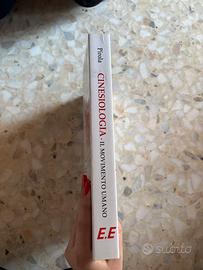 Pirola
CINESIOLOGIA - IL MOVIMENTO UMANO
E.E
subito